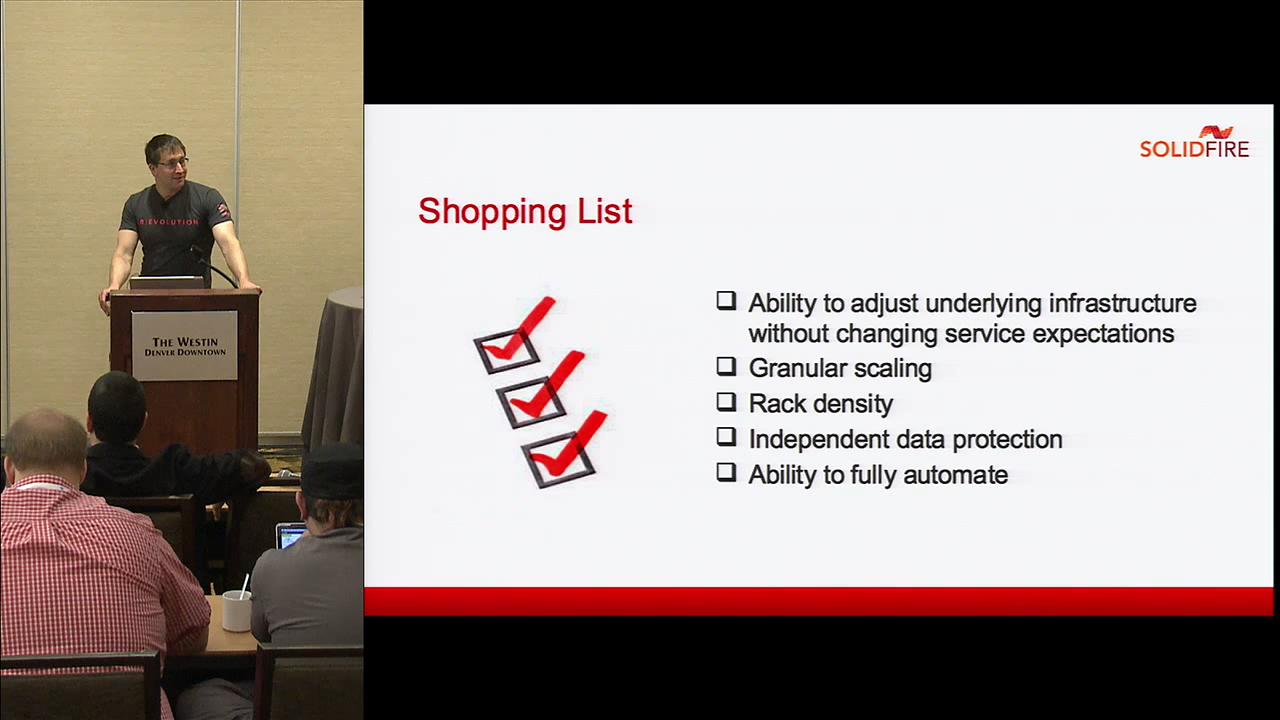 SOLIDFIRE
Shopping List
❑ Ability to adjust underlying infrastructure
without changing service expectations
❑ Granular scaling
❑ Rack density
❑ Independent data protection
❑ Ability to fully automate
R)EVOLUTION
THE WESTIN
DENVER DOWNTOWN